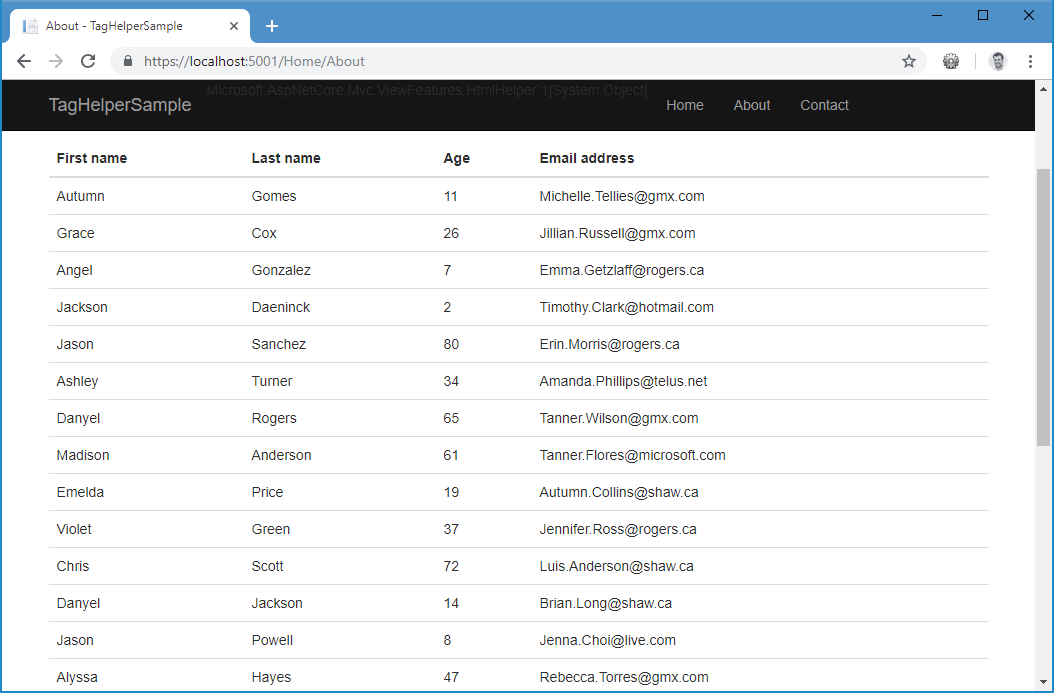 About - TagHelperSample
https://localhost:5001/Home/About
TagHelperSample Microsoft.AspNetCore.Mvc.ViewFeatures.HtmlHelper`1[System.Object]. Home About Contact
First name Last name Age Email address
Autumn Gomes 11 Michelle.Tellies@gmx.com
Grace Cox 26 Jillian.Russell@gmx.com
Angel Gonzalez 7 Emma.Getzlaff@rogers.ca
Jackson Daeninck 2 Timothy.Clark@hotmail.com
Jason Sanchez 80 Erin.Morris@rogers.ca
Ashley Turner 34 Amanda.Phillips@telus.net
Danyel Rogers 65 Tanner.Wilson@gmx.com
Madison Anderson 61 Tanner.Flores@microsoft.com
Emelda Price 19 Autumn.Collins@shaw.ca
Violet Green 37 Jennifer.Ross@rogers.ca
Chris Scott 72 Luis.Anderson@shaw.ca
Danyel Jackson 14 Brian.Long@shaw.ca
Jason Powell 8 Jenna.Choi@live.com
Alyssa Hayes 47 Rebecca.Torres@gmx.com